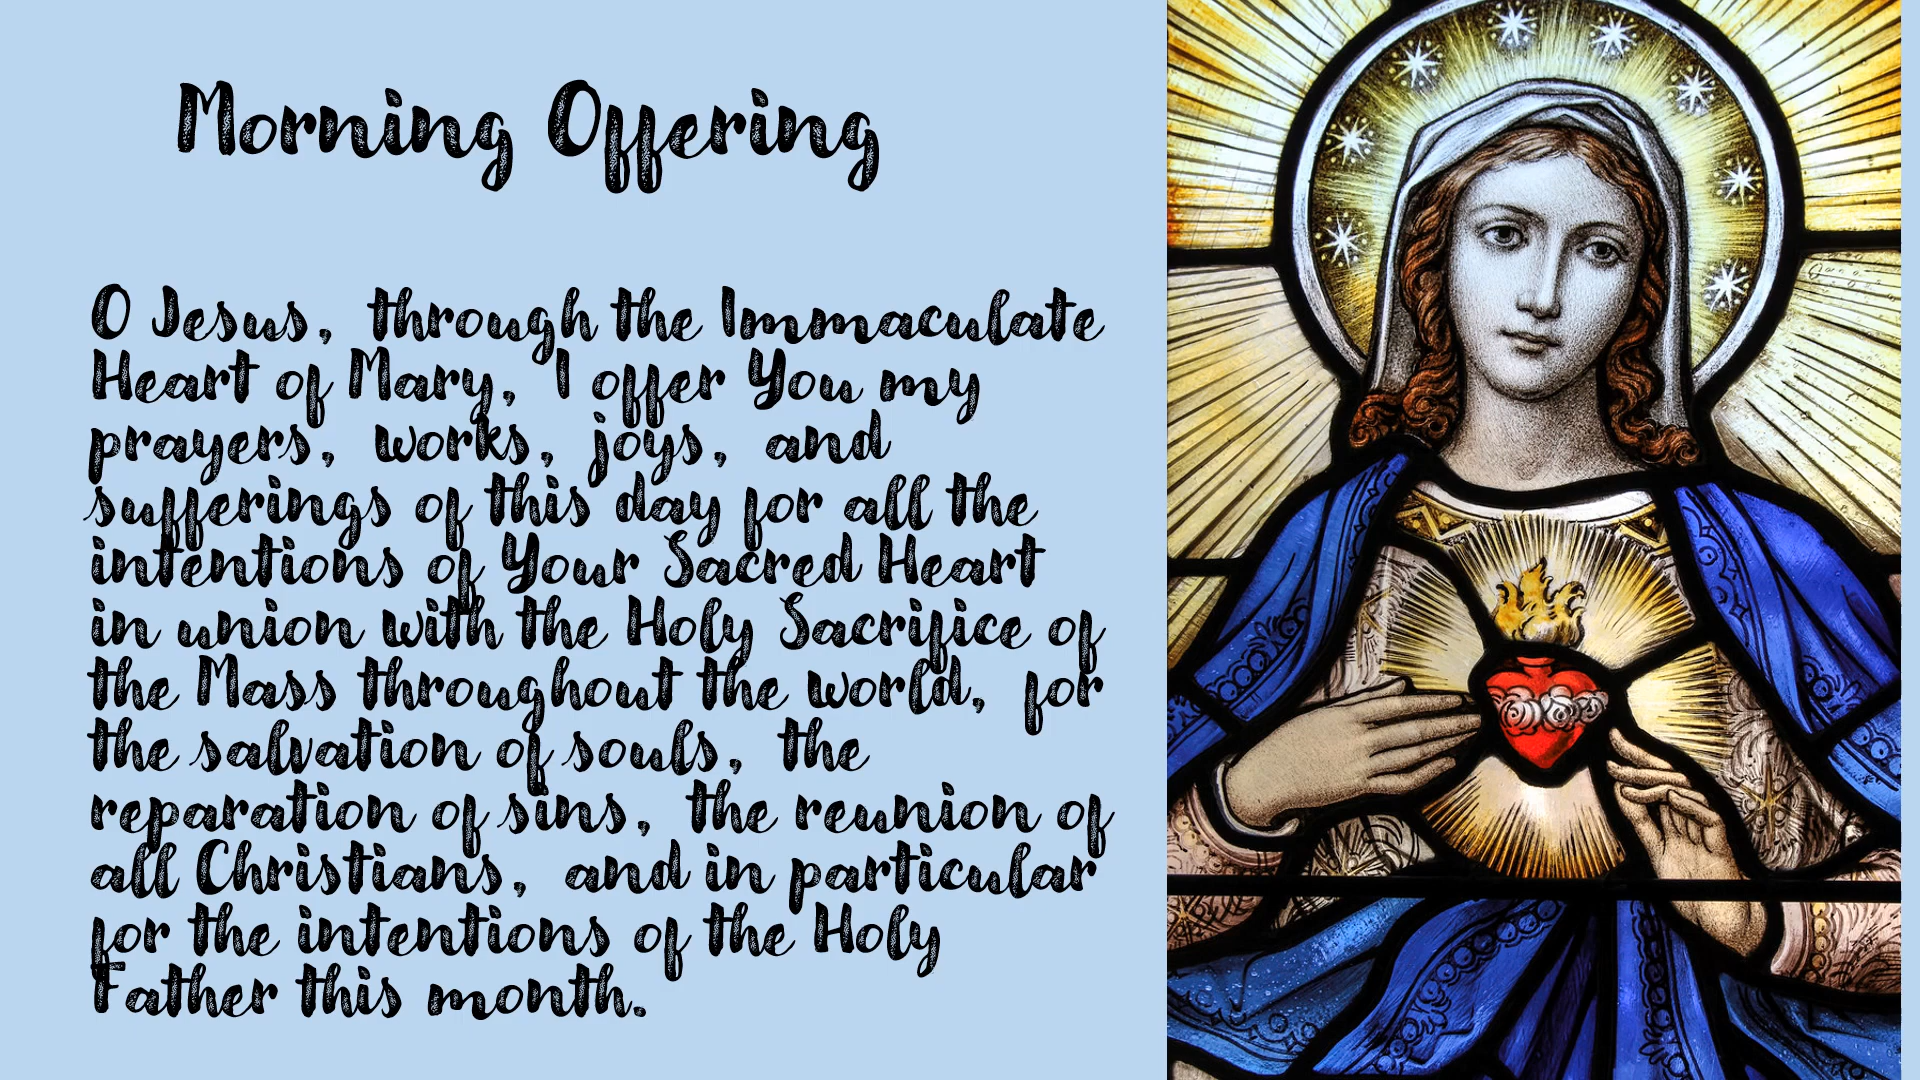 Morning Offering
O Jesus, through the Immaculate
Heart of Mary, I offer You my
prayers, works, joys, and
sufferings of this day for all the
intentions of Your Sacred Heart
in union with the Holy Sacrifice of
the Mass throughout the world, for
the salvation of souls, the
reparation of sins, the reunion of
all Christians, and in particular
for the intentions of the Holy
Father this month.